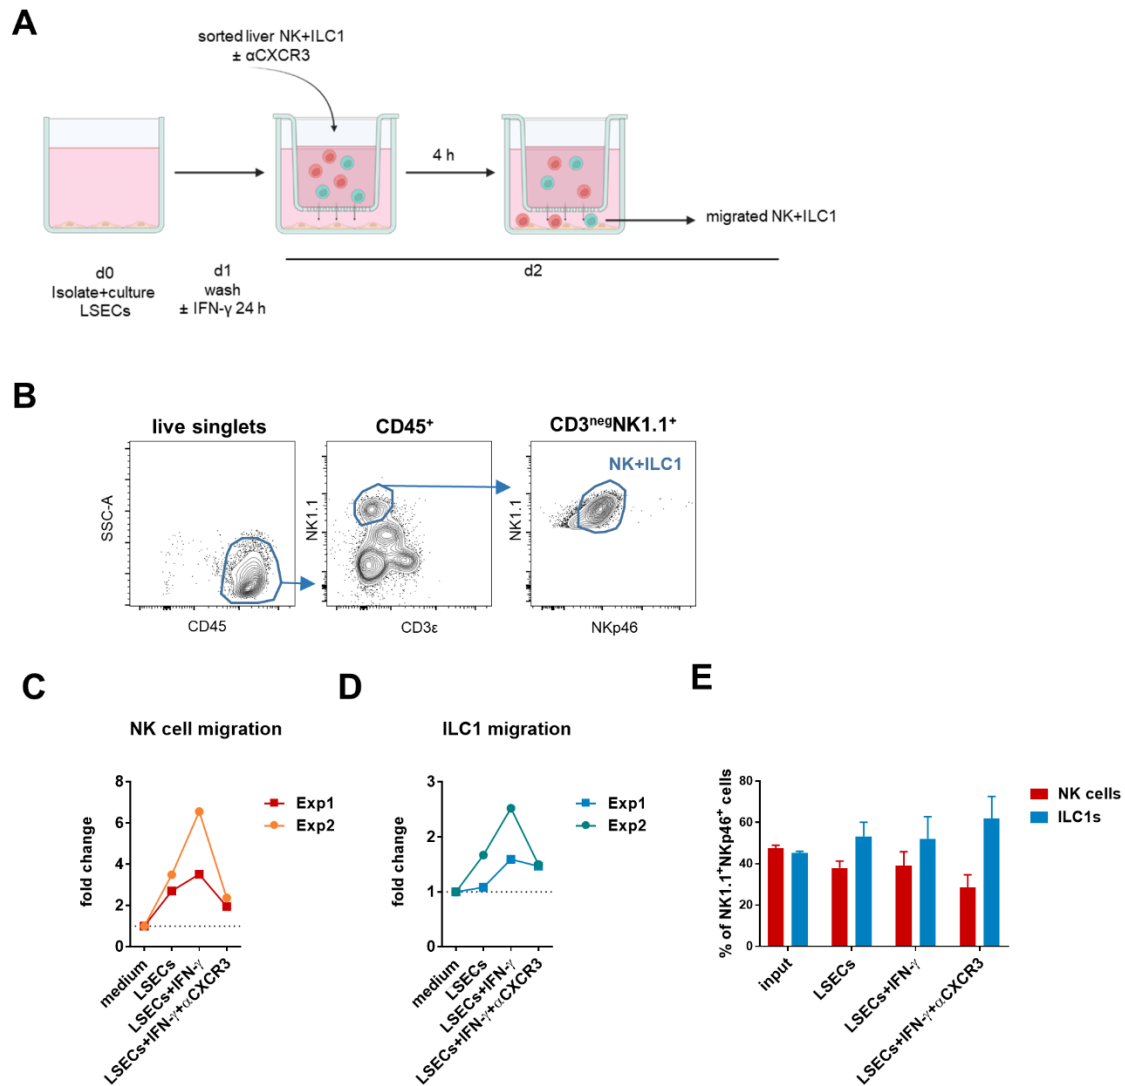 A
sorted liver NK+ILC1
± αCXCR3
4 h
migrated NK+ILC1
d0
Isolate+culture
LSECs
d1
wash
± IFN-γ 24 h
d2
B
live singlets
CD45⁺
CD3ⁿᵉᵍNK1.1⁺
SSC-A
CD45
NK1.1
CD3ε
NK+ILC1
NK1.1
NKp46
C
NK cell migration
fold change
8
6
4
2
0
medium
LSECs
LSECs+IFN-γ
LSECs+IFN-γ+αCXCR3
Exp1
Exp2
D
ILC1 migration
fold change
3
2
1
0
medium
LSECs
LSECs+IFN-γ
LSECs+IFN-γ+αCXCR3
Exp1
Exp2
E
% of NK1.1⁺NKp46⁺ cells
80
60
40
20
0
input
LSECs
LSECs+IFN-γ
LSECs+IFN-γ+αCXCR3
NK cells
ILC1s